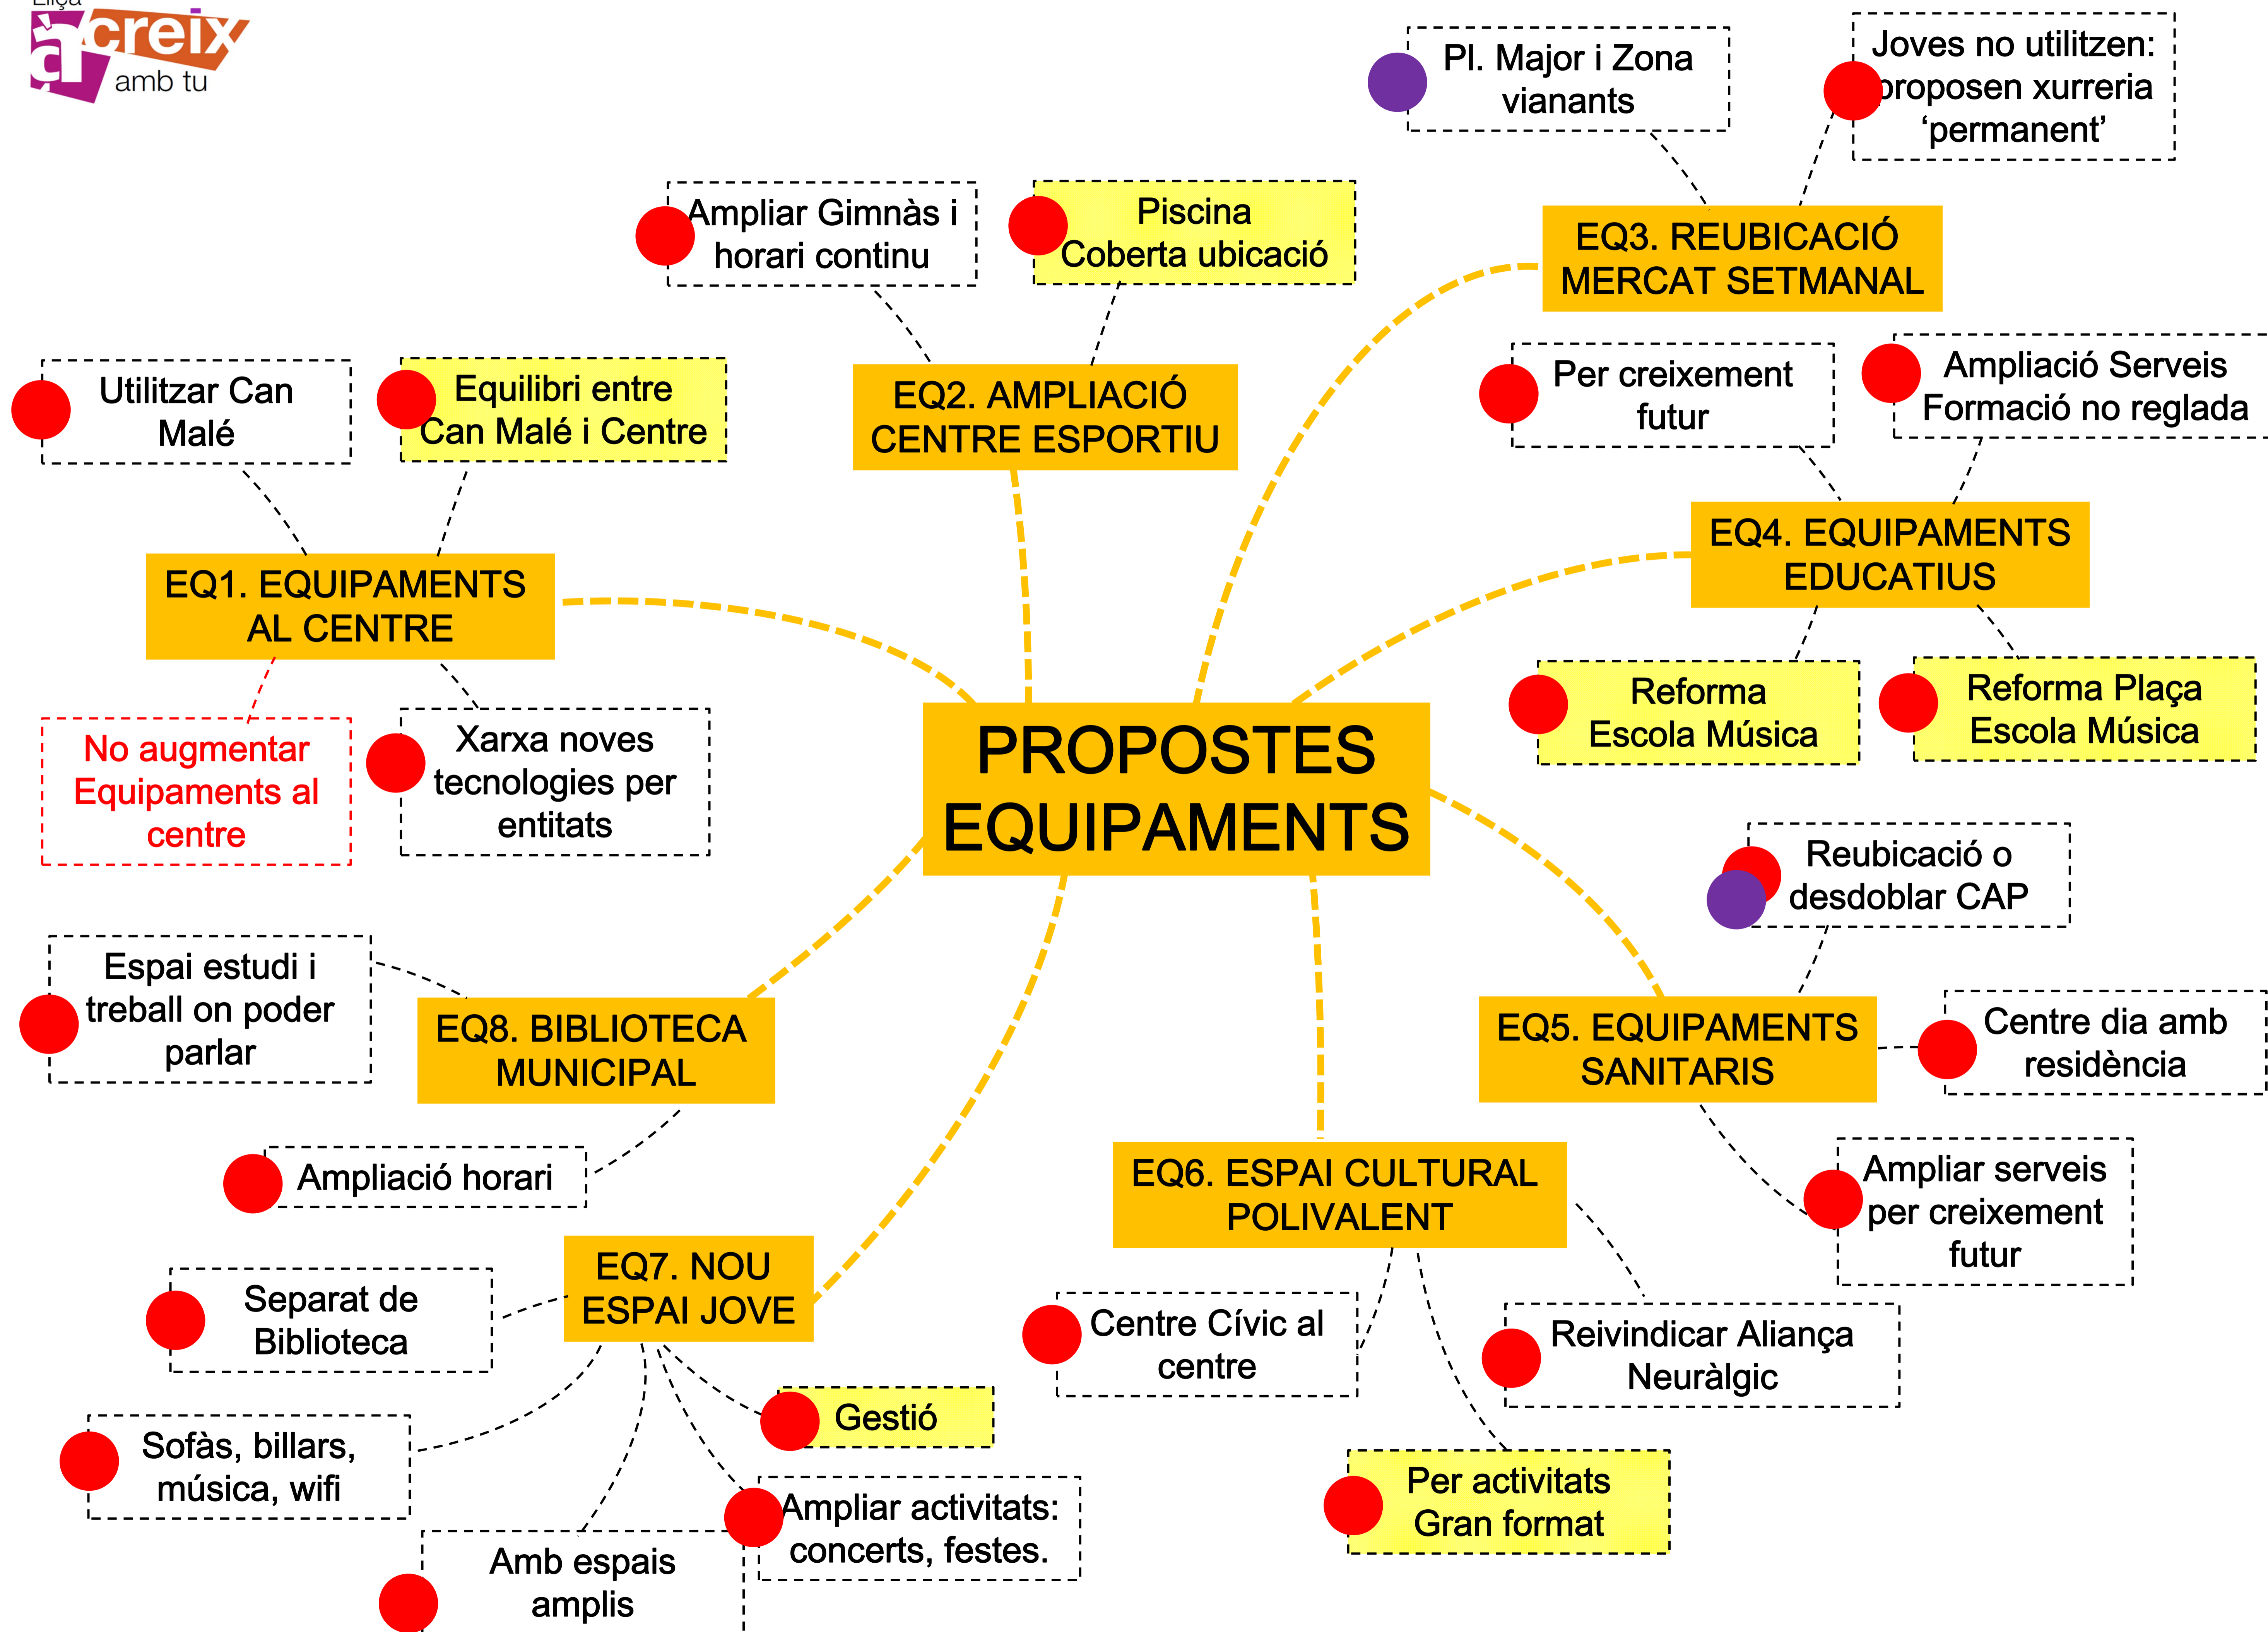 Lliçà
creix
amb tu
Pl. Major i Zona
vianants
Joves no utilitzen:
proposen xurreria
‘permanent’
EQ3. REUBICACIÓ
MERCAT SETMANAL
Ampliar Gimnàs i
horari continu
Piscina
Coberta ubicació
EQ2. AMPLIACIÓ
CENTRE ESPORTIU
Utilitzar Can
Malé
Equilibri entre
Can Malé i Centre
EQ1. EQUIPAMENTS
AL CENTRE
No augmentar
Equipaments al
centre
Xarxa noves
tecnologies per
entitats
Per creixement
futur
Ampliació Serveis
Formació no reglada
EQ4. EQUIPAMENTS
EDUCATIUS
Reforma
Escola Música
Reforma Plaça
Escola Música
PROPOSTES
EQUIPAMENTS
Reubicació o
desdoblar CAP
EQ5. EQUIPAMENTS
SANITARIS
Centre dia amb
residència
Ampliar serveis
per creixement
futur
Espai estudi i
treball on poder
parlar
EQ8. BIBLIOTECA
MUNICIPAL
Ampliació horari
EQ6. ESPAI CULTURAL
POLIVALENT
Centre Cívic al
centre
Reivindicar Aliança
Neuràlgic
Per activitats
Gran format
EQ7. NOU
ESPAI JOVE
Separat de
Biblioteca
Sofàs, billars,
música, wifi
Gestió
Ampliar activitats:
concerts, festes.
Amb espais
amplis